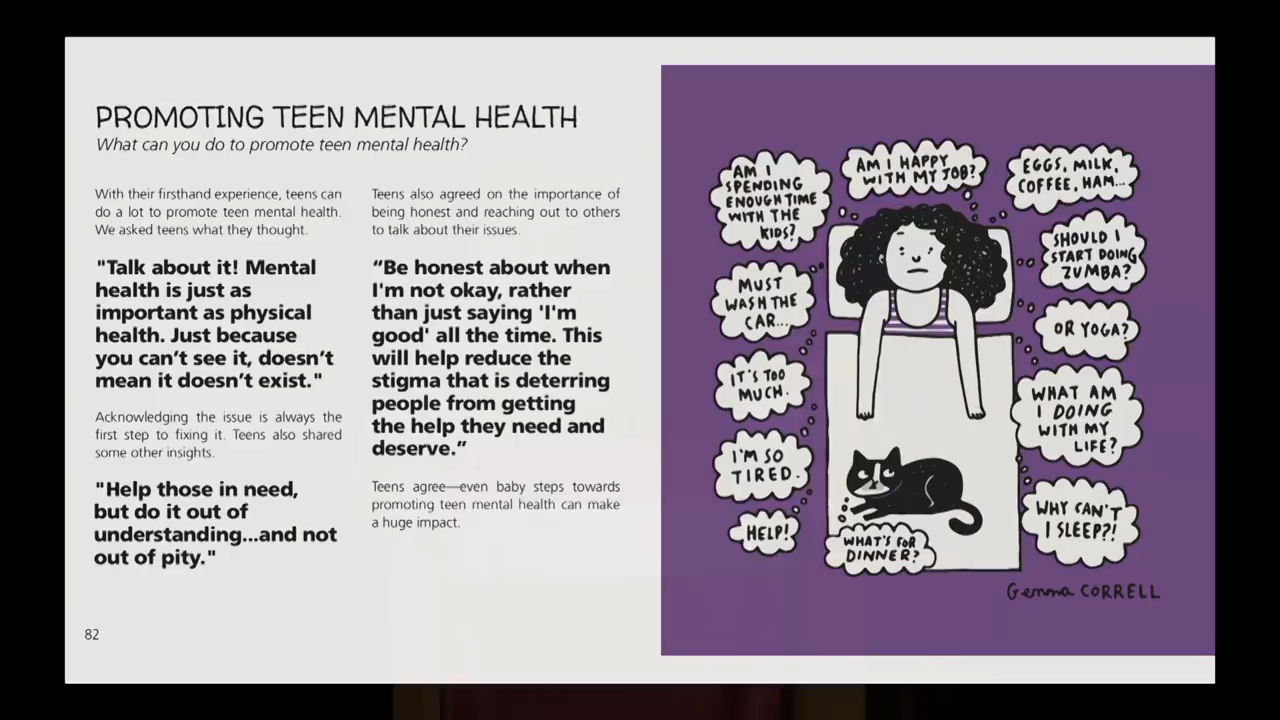 PROMOTING TEEN MENTAL HEALTH
What can you do to promote teen mental health?
With their firsthand experience, teens can
do a lot to promote teen mental health.
We asked teens what they thought.
"Talk about it! Mental
health is just as
important as physical
health. Just because
you can't see it, doesn't
mean it doesn't exist."
Acknowledging the issue is always the
first step to fixing it. Teens also shared
some other insights.
"Help those in need,
but do it out of
understanding...and not
out of pity."
82
Teens also agreed on the importance of
being honest and reaching out to others
to talk about their issues.
“Be honest about when
I'm not okay, rather
than just saying 'I'm
good' all the time. This
will help reduce the
stigma that is deterring
people from getting
the help they need and
deserve.”
Teens agree—even baby steps towards
promoting teen mental health can make
a huge impact.
AM I
SPENDING
ENOUGH TIME
WITH THE
KIDS?
AM I HAPPY
WITH MY JOB?
EGGS, MILK,
COFFEE, HAM...
MUST
WASH THE
CAR...
SHOULD I
START DOING
ZUMBA?
OR YOGA?
IT'S TOO
MUCH.
WHAT AM
I DOING
WITH MY
LIFE?
I'M SO
TIRED.
HELP!
WHAT'S FOR
DINNER?
WHY CAN'T
I SLEEP?!
Gemma CORRELL